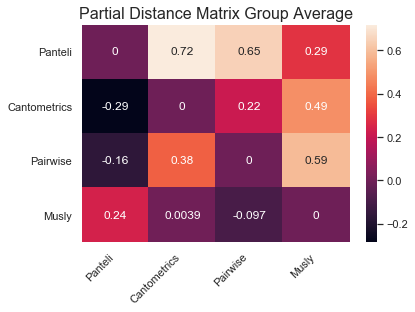 Partial Distance Matrix Group Average
Panteli 0 0.72 0.65 0.29
Cantometrics -0.29 0 0.22 0.49
Pairwise -0.16 0.38 0 0.59
Musly 0.24 0.0039 -0.097 0
Panteli Cantometrics Pairwise Musly
0.6
0.4
0.2
0.0
-0.2